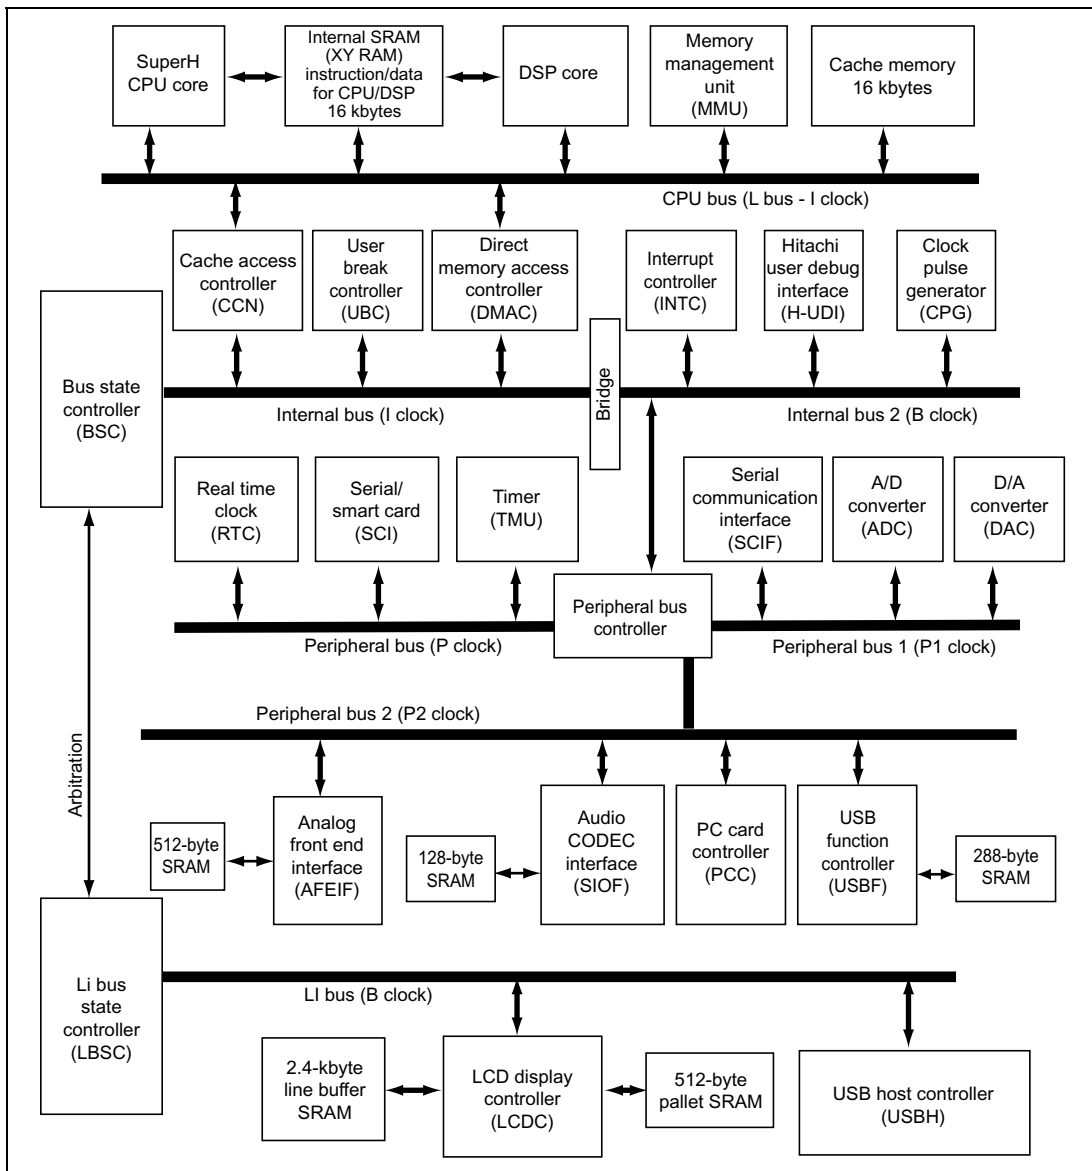 SuperH
CPU core
Internal SRAM
(XY RAM)
instruction/data
for CPU/DSP
16 kbytes
DSP core
Memory
management
unit
(MMU)
Cache memory
16 kbytes
CPU bus (L bus - I clock)
Cache access
controller
(CCN)
User
break
controller
(UBC)
Direct
memory access
controller
(DMAC)
Interrupt
controller
(INTC)
Hitachi
user debug
interface
(H-UDI)
Clock
pulse
generator
(CPG)
Bus state
controller
(BSC)
Bridge
Internal bus (I clock)
Internal bus 2 (B clock)
Real time
clock
(RTC)
Serial/
smart card
(SCI)
Timer
(TMU)
Serial
communication
interface
(SCIF)
A/D
converter
(ADC)
D/A
converter
(DAC)
Peripheral bus
controller
Peripheral bus (P clock)
Peripheral bus 1 (P1 clock)
Peripheral bus 2 (P2 clock)
Arbitration
512-byte
SRAM
Analog
front end
interface
(AFEIF)
128-byte
SRAM
Audio
CODEC
interface
(SIOF)
PC card
controller
(PCC)
USB
function
controller
(USBF)
288-byte
SRAM
Li bus
state
controller
(LBSC)
LI bus (B clock)
2.4-kbyte
line buffer
SRAM
LCD display
controller
(LCDC)
512-byte
pallet SRAM
USB host controller
(USBH)